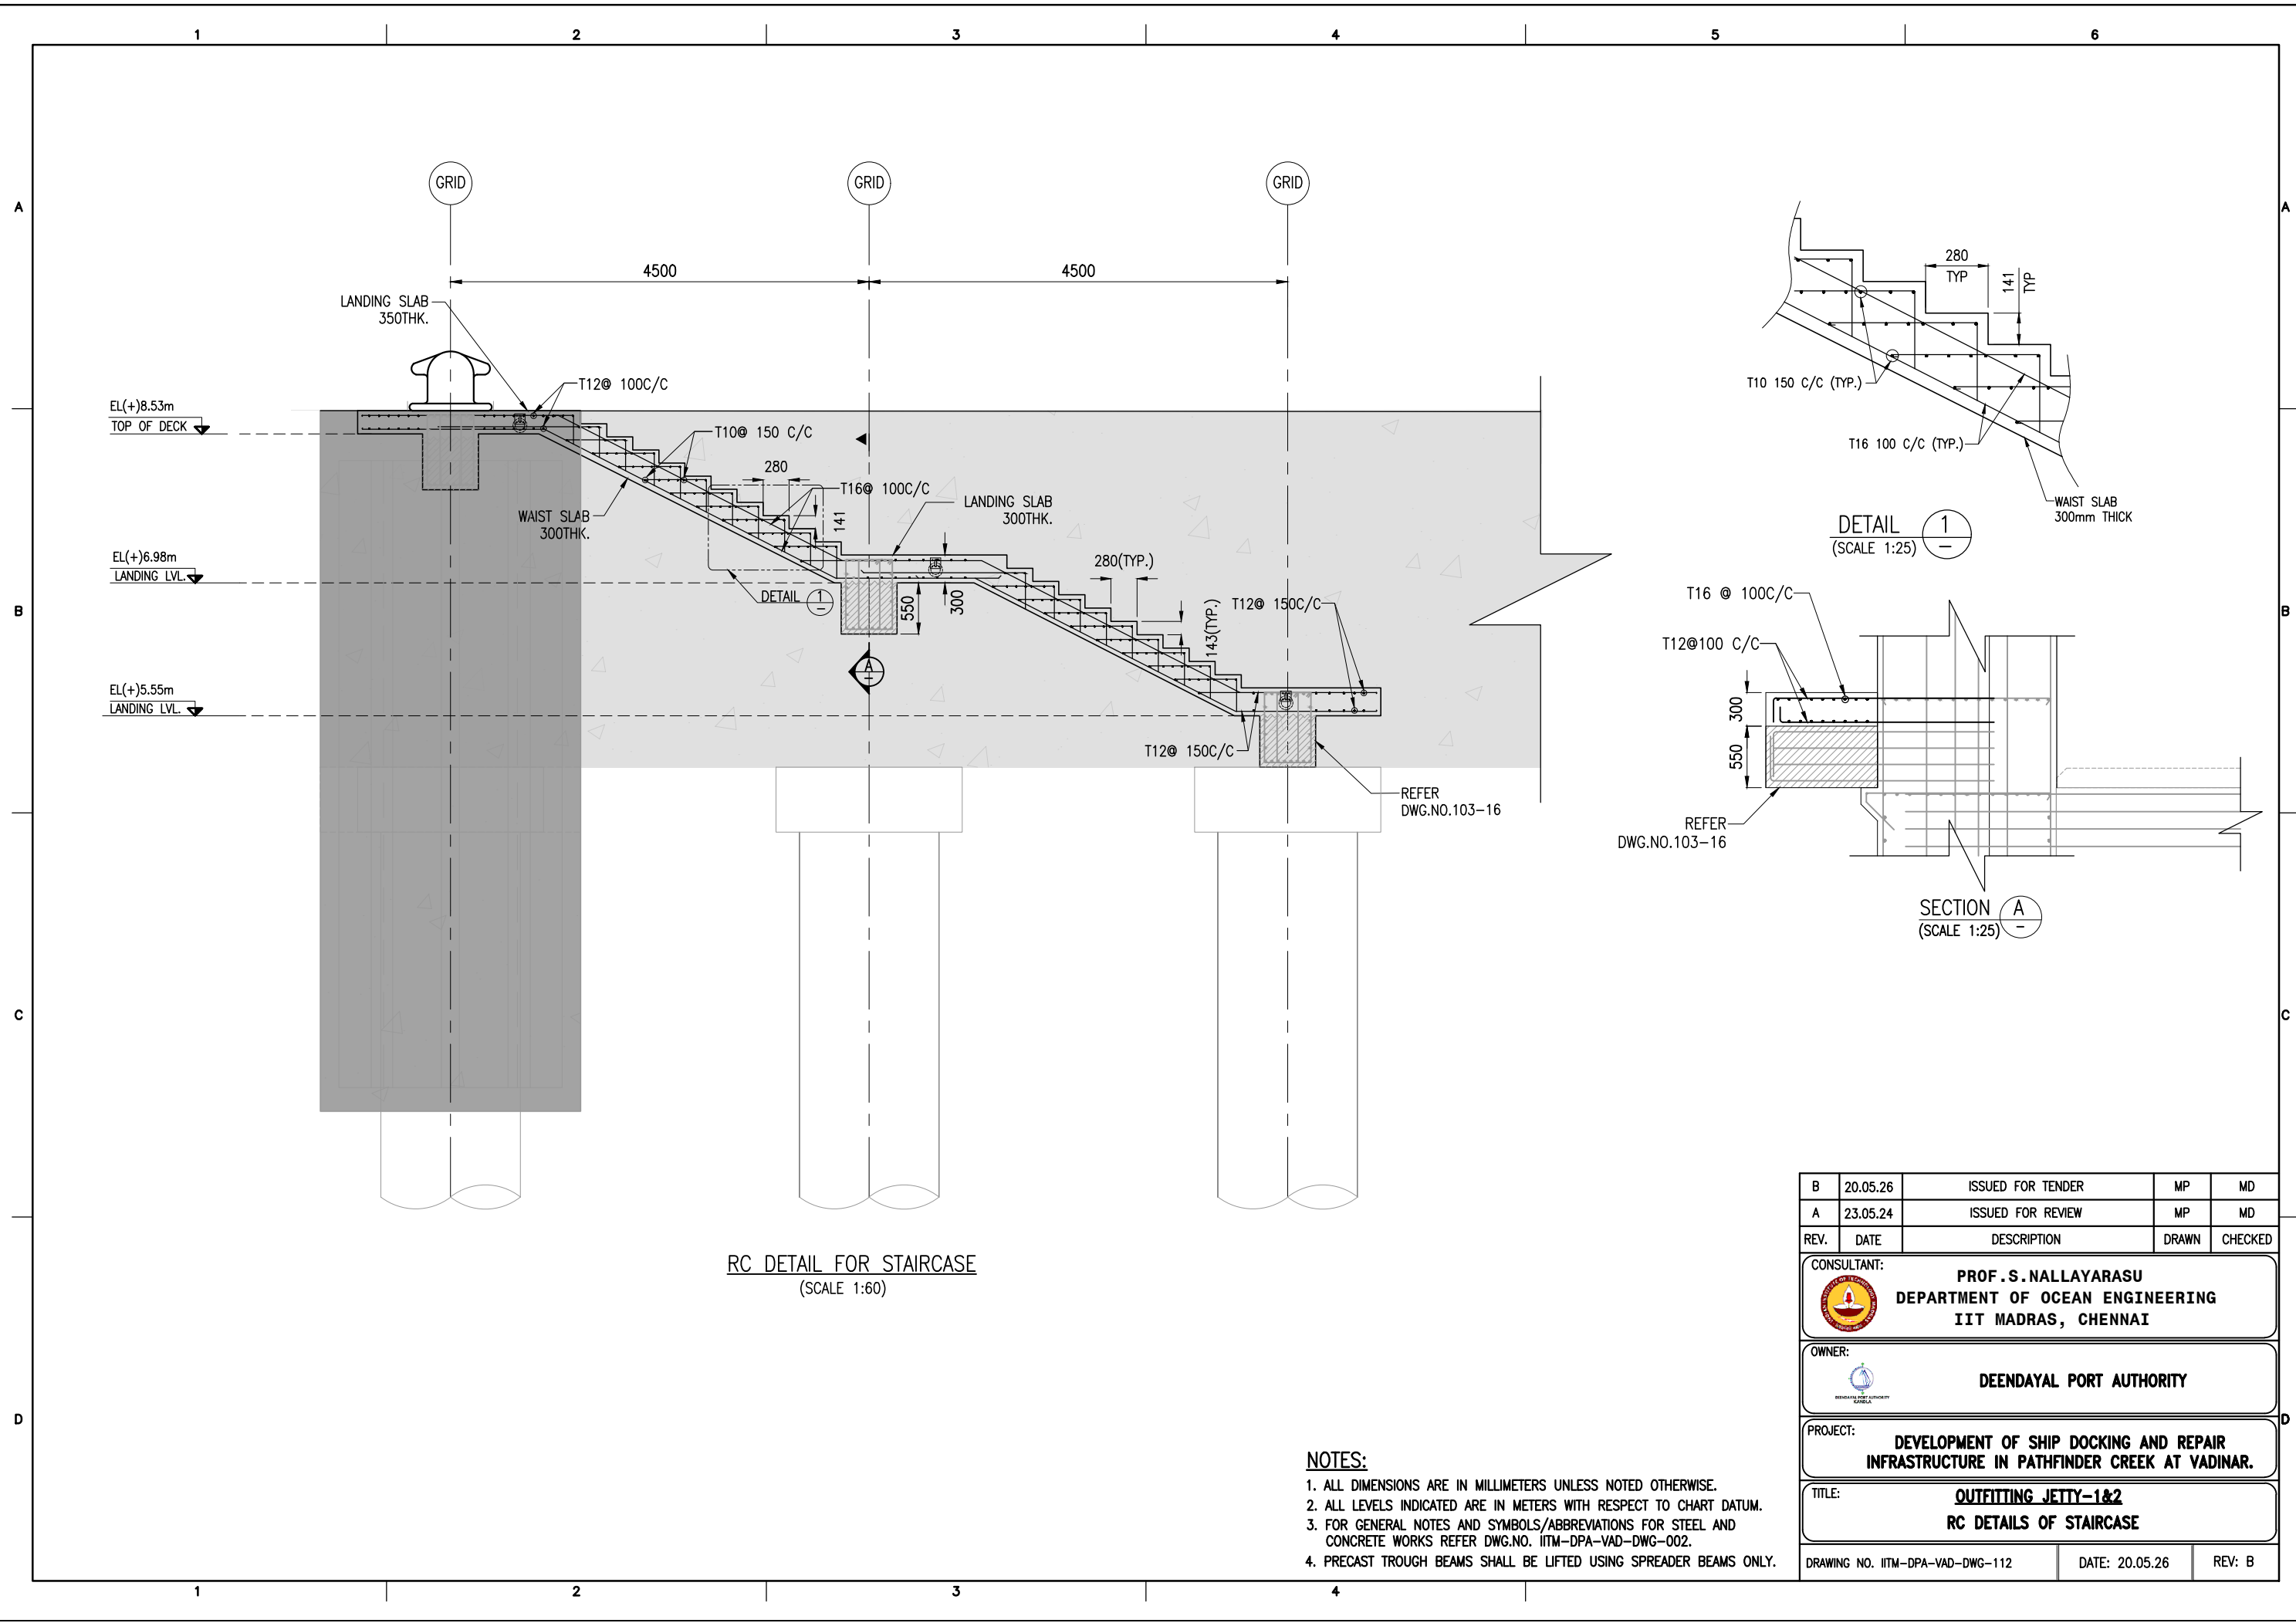 1 2 3 4 5 6
A A
B B
C C
D D
GRID
GRID
GRID
4500
4500
LANDING SLAB
350THK.
T12@ 100C/C
EL(+)8.53m
TOP OF DECK
T10@ 150 C/C
280
T16@ 100C/C
LANDING SLAB
300THK.
WAIST SLAB
300THK.
141
EL(+)6.98m
LANDING LVL.
280(TYP.)
DETAIL 1
–
550
300
143(TYP.)
T12@ 150C/C
A
–
EL(+)5.55m
LANDING LVL.
T12@ 150C/C
REFER
DWG.NO.103-16
RC DETAIL FOR STAIRCASE
(SCALE 1:60)
280
TYP
141
TYP
T10 150 C/C (TYP.)
T16 100 C/C (TYP.)
WAIST SLAB
300mm THICK
DETAIL 1
(SCALE 1:25) –
T16 @ 100C/C
T12@100 C/C
300
550
REFER
DWG.NO.103-16
SECTION A
(SCALE 1:25) –
NOTES:
1. ALL DIMENSIONS ARE IN MILLIMETERS UNLESS NOTED OTHERWISE.
2. ALL LEVELS INDICATED ARE IN METERS WITH RESPECT TO CHART DATUM.
3. FOR GENERAL NOTES AND SYMBOLS/ABBREVIATIONS FOR STEEL AND
CONCRETE WORKS REFER DWG.NO. IITM-DPA-VAD-DWG-002.
4. PRECAST TROUGH BEAMS SHALL BE LIFTED USING SPREADER BEAMS ONLY.
B 20.05.26 ISSUED FOR TENDER MP MD
A 23.05.24 ISSUED FOR REVIEW MP MD
REV. DATE DESCRIPTION DRAWN CHECKED
CONSULTANT:
PROF.S.NALLAYARASU
DEPARTMENT OF OCEAN ENGINEERING
IIT MADRAS, CHENNAI
OWNER:
DEENDAYAL PORT AUTHORITY
KANDLA
DEENDAYAL PORT AUTHORITY
PROJECT:
DEVELOPMENT OF SHIP DOCKING AND REPAIR
INFRASTRUCTURE IN PATHFINDER CREEK AT VADINAR.
TITLE:
OUTFITTING JETTY-1&2
RC DETAILS OF STAIRCASE
DRAWING NO. IITM-DPA-VAD-DWG-112 DATE: 20.05.26 REV: B
1 2 3 4